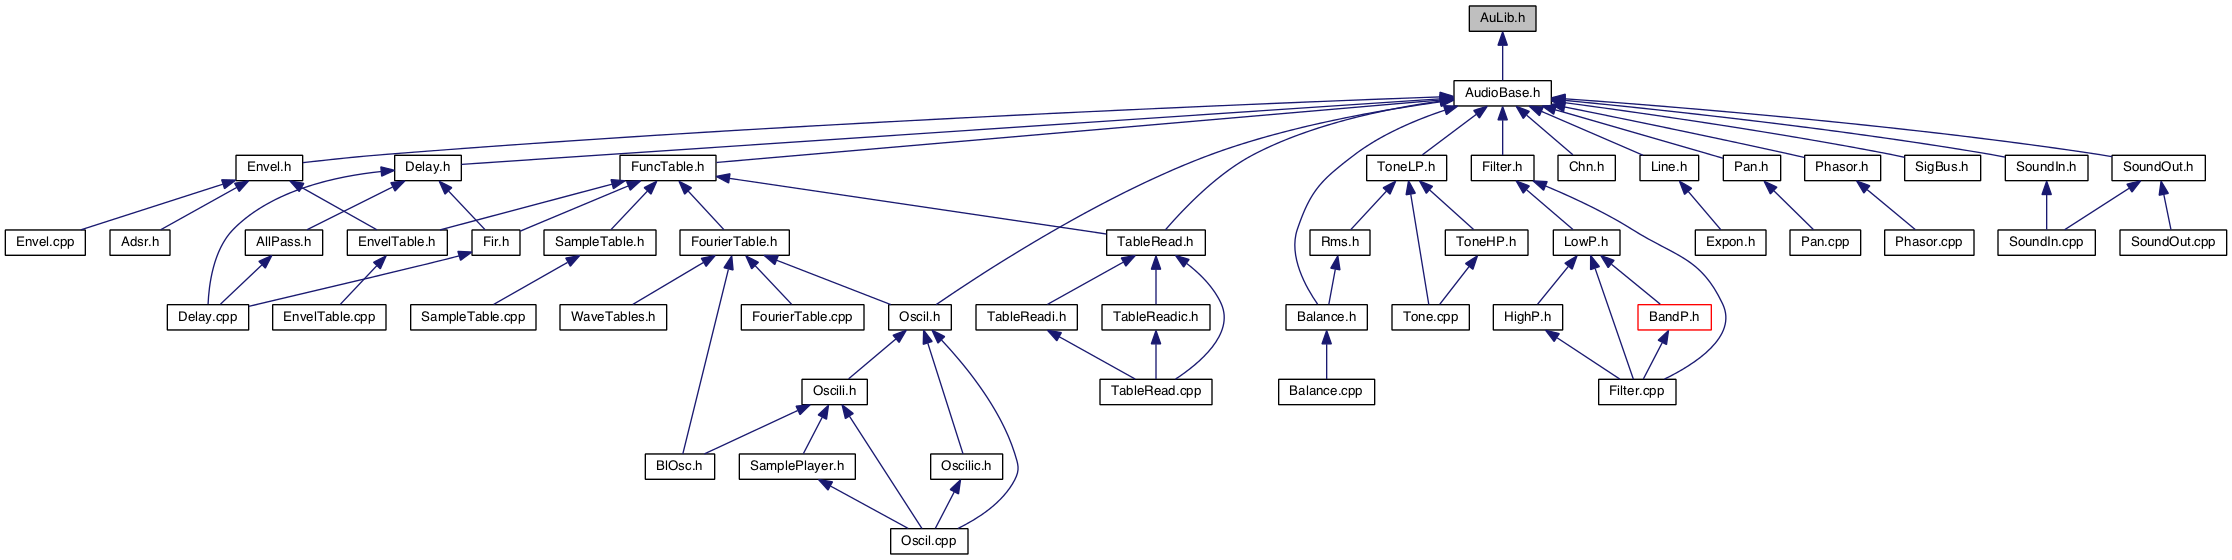 AuLib.h
AudioBase.h
Envel.h
Delay.h
FuncTable.h
ToneLP.h
Filter.h
Chn.h
Line.h
Pan.h
Phasor.h
SigBus.h
SoundIn.h
SoundOut.h
Envel.cpp
Adsr.h
AllPass.h
EnvelTable.h
Fir.h
SampleTable.h
FourierTable.h
TableRead.h
Rms.h
ToneHP.h
LowP.h
Expon.h
Pan.cpp
Phasor.cpp
SoundIn.cpp
SoundOut.cpp
Delay.cpp
EnvelTable.cpp
SampleTable.cpp
WaveTables.h
FourierTable.cpp
Oscil.h
TableReadi.h
TableReadic.h
Balance.h
Tone.cpp
HighP.h
BandP.h
Oscili.h
TableRead.cpp
Balance.cpp
Filter.cpp
BlOsc.h
SamplePlayer.h
Oscilic.h
Oscil.cpp